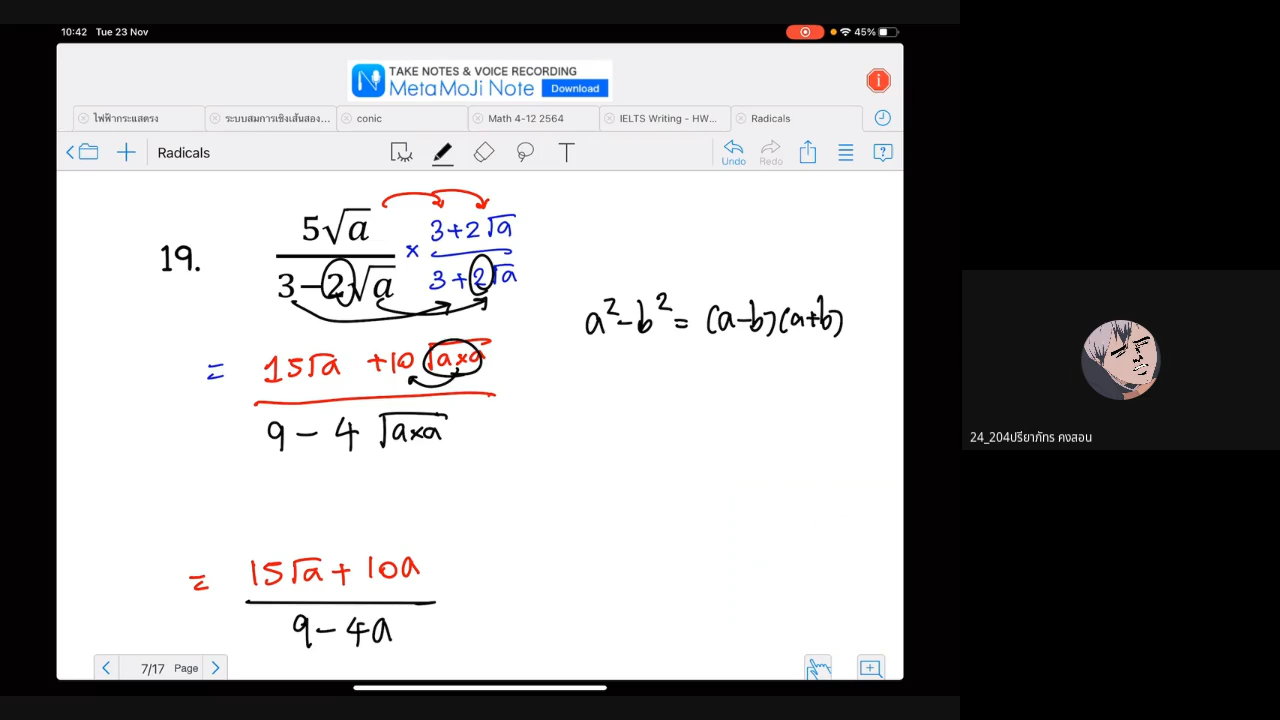 10:42 Tue 23 Nov
45%
TAKE NOTES & VOICE RECORDING
MetaMoJi Note Download
ไฟฟ้ากระแสตรง
ระบบสมการเชิงเส้นสอง...
conic
Math 4-12 2564
IELTS Writing - HW...
Radicals
Radicals
T
Undo
Redo
19. 5√a / 3−2√a × 3+2√a / 3+2√a
a²-b² = (a-b)(a+b)
= 15√a +10√a×a / 9 − 4 √a×a
= 15√a + 10a / 9 − 4a
7/17 Page
24_204ปรียาภัทร คงสอน